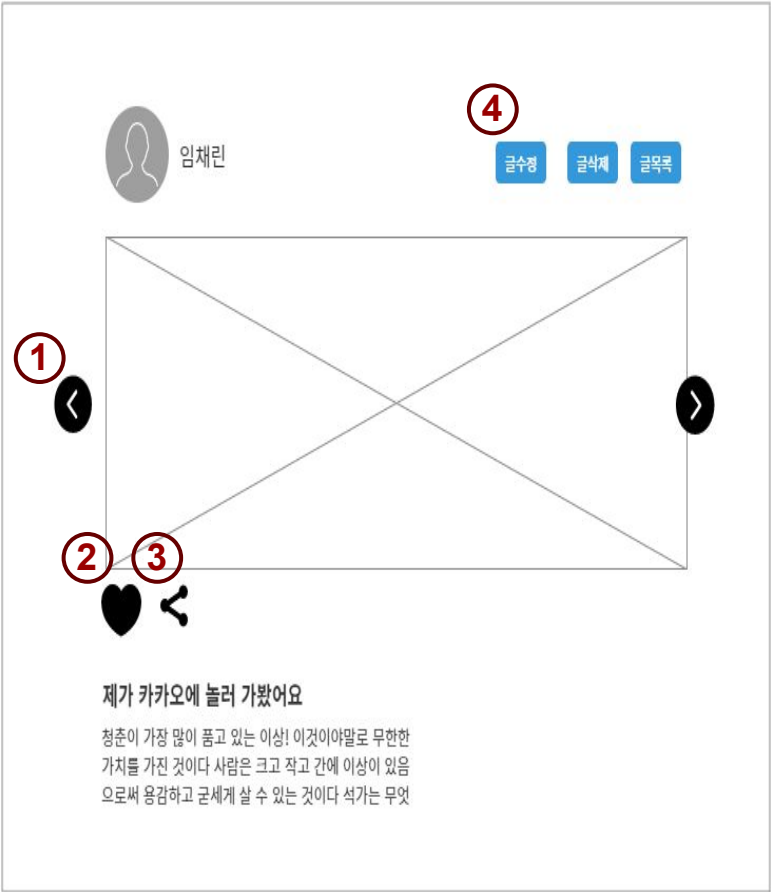 ④
임채린
글수정 글삭제 글목록
①
② ③
제가 카카오에 놀러 가봤어요
청춘이 가장 많이 품고 있는 이상! 이것이야말로 무한한
가치를 가진 것이다 사람은 크고 작고 간에 이상이 있음
으로써 용감하고 굳세게 살 수 있는 것이다 석가는 무엇